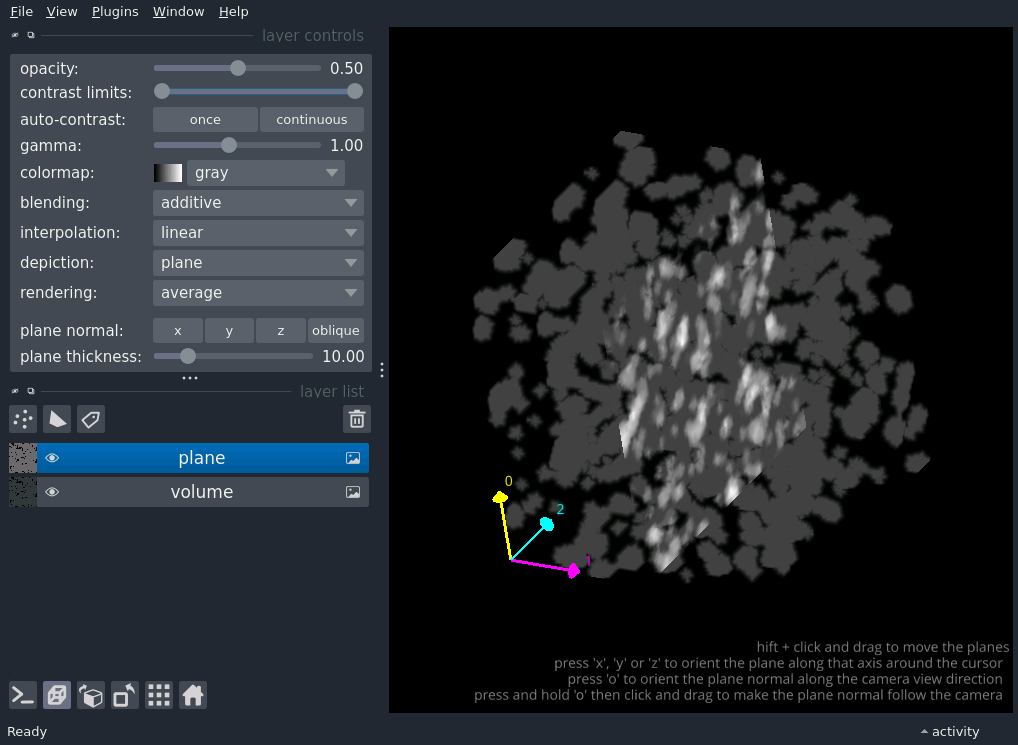 File View Plugins Window Help
layer controls
opacity: 0.50
contrast limits:
auto-contrast: once continuous
gamma: 1.00
colormap: gray
blending: additive
interpolation: linear
depiction: plane
rendering: average
plane normal: x y z oblique
plane thickness: 10.00
layer list
plane
volume
0
2
1
hift + click and drag to move the planes
press 'x', 'y' or 'z' to orient the plane along that axis around the cursor
press 'o' to orient the plane normal along the camera view direction
press and hold 'o' then click and drag to make the plane normal follow the camera
Ready activity